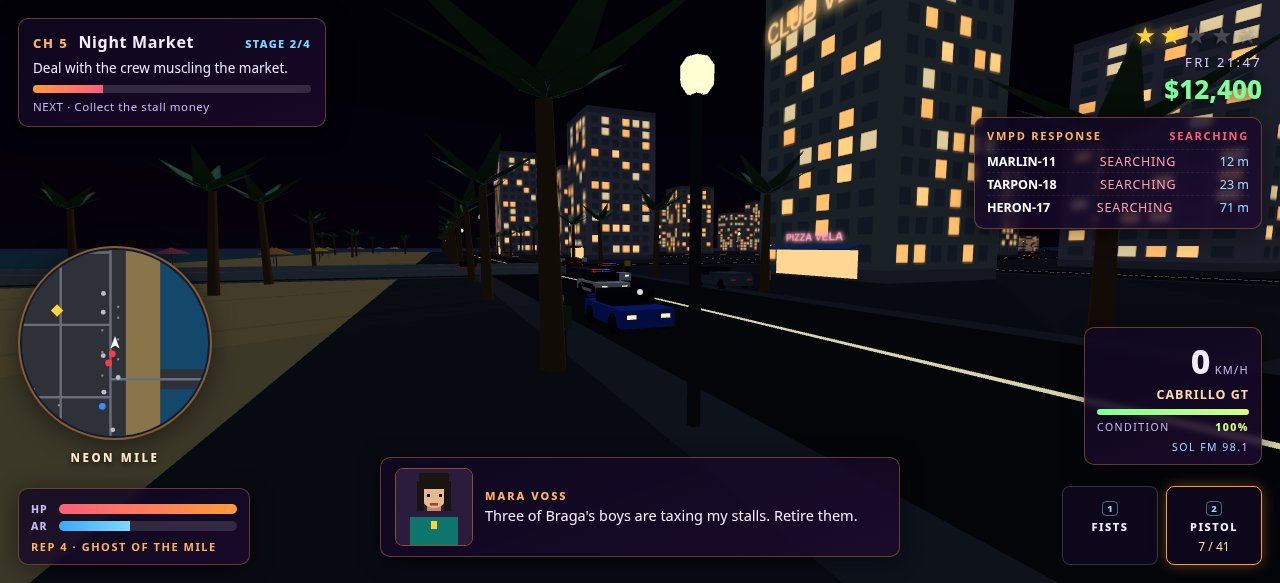 CH 5 Night Market STAGE 2/4
Deal with the crew muscling the market.
NEXT · Collect the stall money
FRI 21:47
$12,400
VMPD RESPONSE SEARCHING
MARLIN-11 SEARCHING 12 m
TARPON-18 SEARCHING 23 m
HERON-17 SEARCHING 71 m
PIZZA VELA
0 KM/H
CABRILLO GT
CONDITION 100%
SOL FM 98.1
NEON MILE
HP
AR
REP 4 · GHOST OF THE MILE
MARA VOSS
Three of Braga's boys are taxing my stalls. Retire them.
1
FISTS
2
PISTOL
7 / 41
CLUB